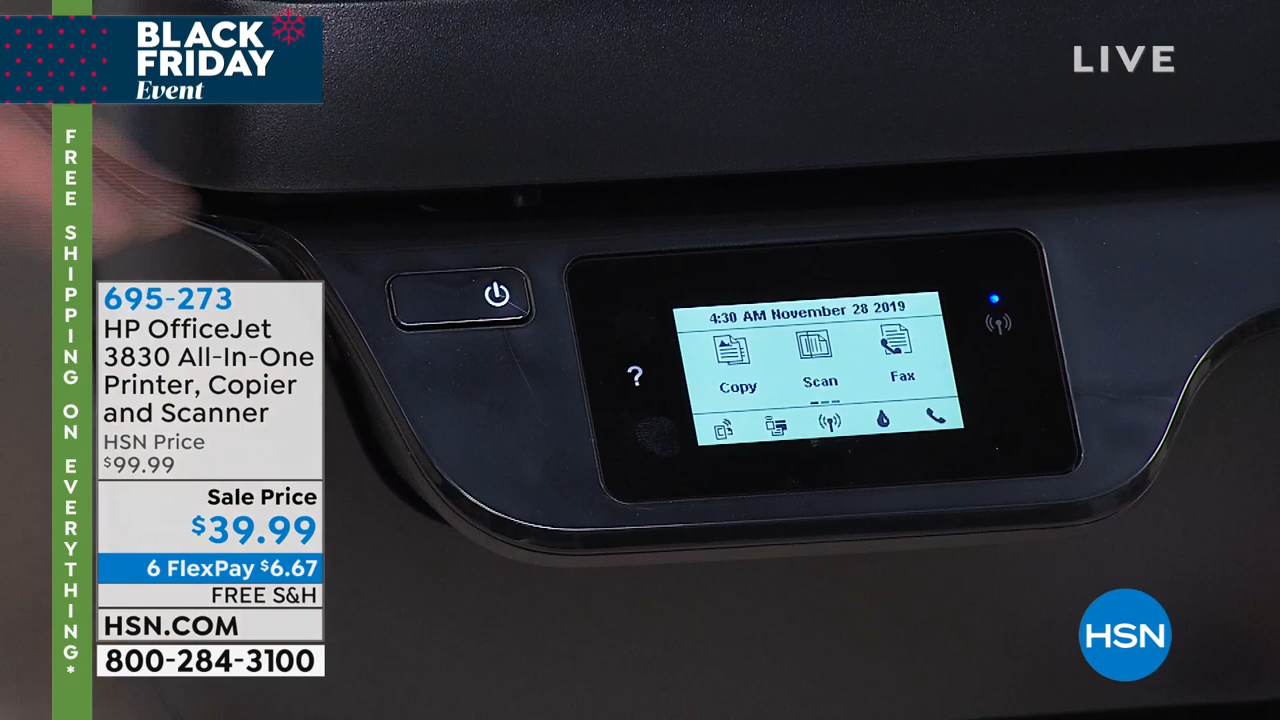 BLACK
FRIDAY
Event
LIVE
FREE SHIPPING ON EVERYTHING*
695-273
HP OfficeJet
3830 All-In-One
Printer, Copier
and Scanner
HSN Price
$99.99
Sale Price
$39.99
6 FlexPay $6.67
FREE S&H
HSN.COM
800-284-3100
?
4:30 AM November 28 2019
Copy
Scan
Fax
HSN